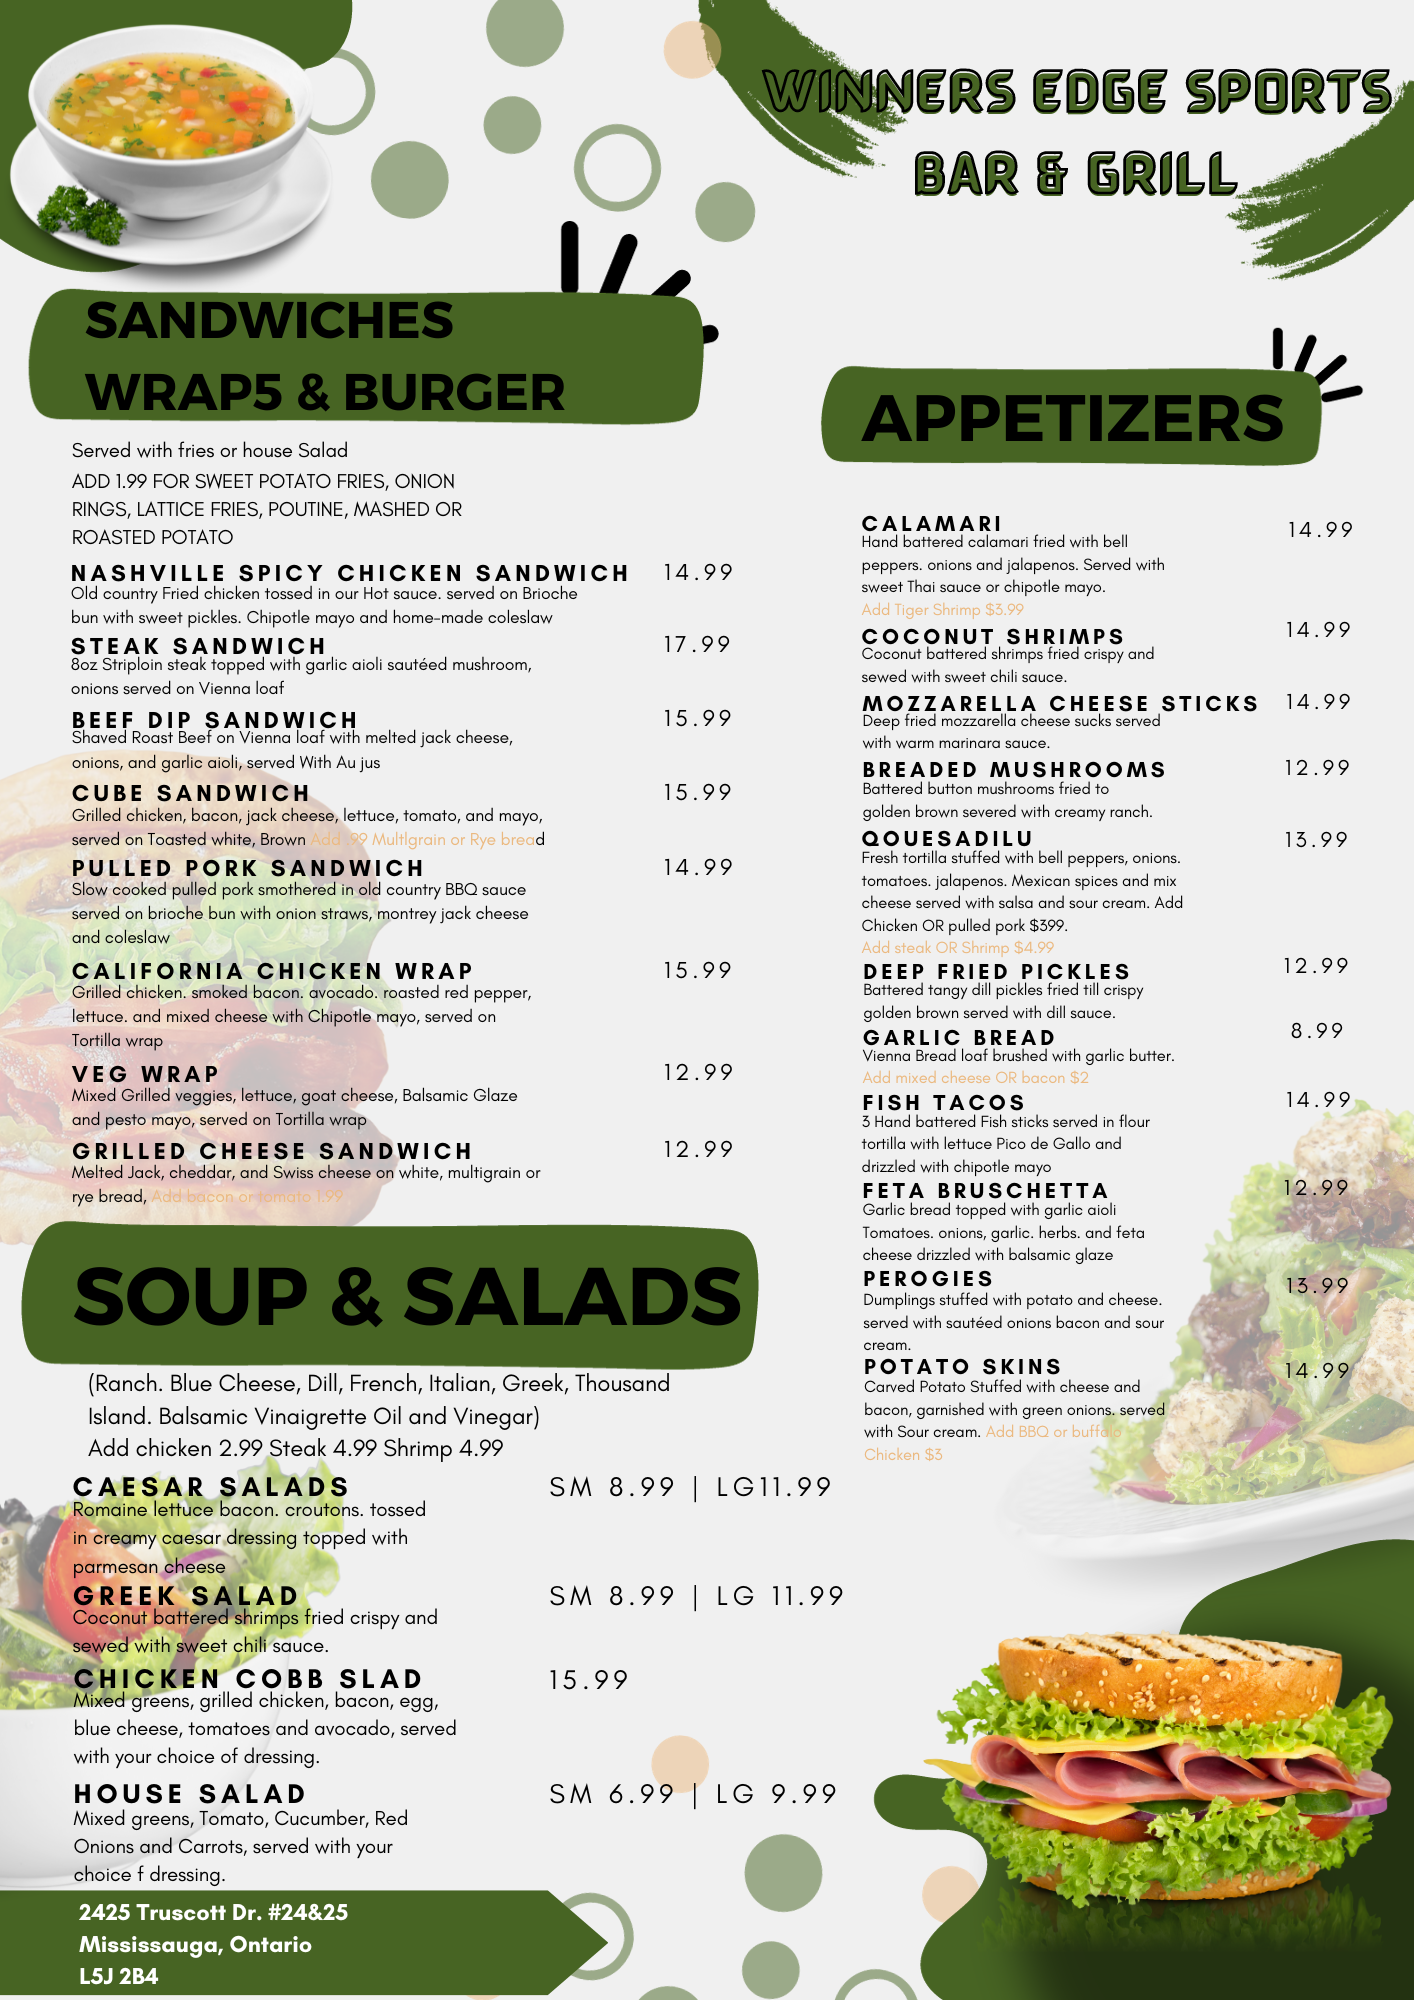 WINNERS EDGE SPORTS
BAR & GRILL
SANDWICHES
WRAP5 & BURGER
Served with fries or house Salad
ADD 1.99 FOR SWEET POTATO FRIES, ONION
RINGS, LATTICE FRIES, POUTINE, MASHED OR
ROASTED POTATO
NASHVILLE SPICY CHICKEN SANDWICH 14.99
Old country Fried chicken tossed in our Hot sauce. served on Brioche
bun with sweet pickles. Chipotle mayo and home-made coleslaw
STEAK SANDWICH 17.99
8oz Striploin steak topped with garlic aioli sautéed mushroom,
onions served on Vienna loaf
BEEF DIP SANDWICH 15.99
Shaved Roast Beef on Vienna loaf with melted jack cheese,
onions, and garlic aioli, served With Au jus
CUBE SANDWICH 15.99
Grilled chicken, bacon, jack cheese, lettuce, tomato, and mayo,
served on Toasted white, Brown Add .99 Multlgrain or Rye bread
PULLED PORK SANDWICH 14.99
Slow cooked pulled pork smothered in old country BBQ sauce
served on brioche bun with onion straws, montrey jack cheese
and coleslaw
CALIFORNIA CHICKEN WRAP 15.99
Grilled chicken. smoked bacon. avocado. roasted red pepper,
lettuce. and mixed cheese with Chipotle mayo, served on
Tortilla wrap
VEG WRAP 12.99
Mixed Grilled veggies, lettuce, goat cheese, Balsamic Glaze
and pesto mayo, served on Tortilla wrap
GRILLED CHEESE SANDWICH 12.99
Melted Jack, cheddar, and Swiss cheese on white, multigrain or
rye bread, Add bacon or tomato 1.99
SOUP & SALADS
(Ranch. Blue Cheese, Dill, French, Italian, Greek, Thousand
Island. Balsamic Vinaigrette Oil and Vinegar)
Add chicken 2.99 Steak 4.99 Shrimp 4.99
CAESAR SALADS SM 8.99 | LG11.99
Romaine lettuce bacon. croutons. tossed
in creamy caesar dressing topped with
parmesan cheese
GREEK SALAD SM 8.99 | LG 11.99
Coconut battered shrimps fried crispy and
sewed with sweet chili sauce.
CHICKEN COBB SLAD 15.99
Mixed greens, grilled chicken, bacon, egg,
blue cheese, tomatoes and avocado, served
with your choice of dressing.
HOUSE SALAD SM 6.99 | LG 9.99
Mixed greens, Tomato, Cucumber, Red
Onions and Carrots, served with your
choice f dressing.
2425 Truscott Dr. #24&25
Mississauga, Ontario
L5J 2B4
APPETIZERS
CALAMARI 14.99
Hand battered calamari fried with bell
peppers. onions and jalapenos. Served with
sweet Thai sauce or chipotle mayo.
Add Tiger Shrimp $3.99
COCONUT SHRIMPS 14.99
Coconut battered shrimps fried crispy and
sewed with sweet chili sauce.
MOZZARELLA CHEESE STICKS 14.99
Deep fried mozzarella cheese sucks served
with warm marinara sauce.
BREADED MUSHROOMS 12.99
Battered button mushrooms fried to
golden brown severed with creamy ranch.
QOUESADILU 13.99
Fresh tortilla stuffed with bell peppers, onions.
tomatoes. jalapenos. Mexican spices and mix
cheese served with salsa and sour cream. Add
Chicken OR pulled pork $399.
Add steak OR Shrimp $4.99
DEEP FRIED PICKLES 12.99
Battered tangy dill pickles fried till crispy
golden brown served with dill sauce.
GARLIC BREAD 8.99
Vienna Bread loaf brushed with garlic butter.
Add mixed cheese OR bacon $2
FISH TACOS 14.99
3 Hand battered Fish sticks served in flour
tortilla with lettuce Pico de Gallo and
drizzled with chipotle mayo
FETA BRUSCHETTA 12.99
Garlic bread topped with garlic aioli
Tomatoes. onions, garlic. herbs. and feta
cheese drizzled with balsamic glaze
PEROGIES 13.99
Dumplings stuffed with potato and cheese.
served with sautéed onions bacon and sour
cream.
POTATO SKINS 14.99
Carved Potato Stuffed with cheese and
bacon, garnished with green onions. served
with Sour cream. Add BBQ or buffalo
Chicken $3